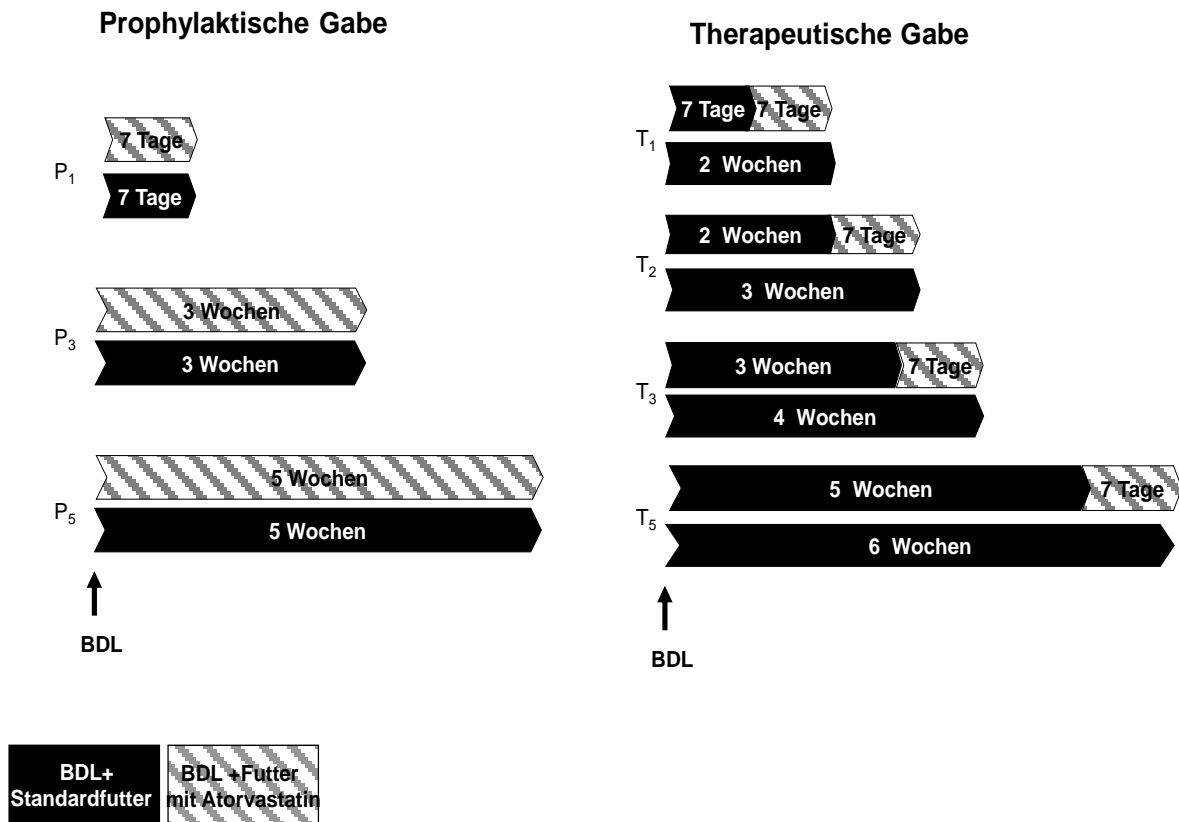 Prophylaktische Gabe
P1
7 Tage
7 Tage
P3
3 Wochen
3 Wochen
P5
5 Wochen
5 Wochen
BDL
Therapeutische Gabe
T1
7 Tage 7 Tage
2 Wochen
T2
2 Wochen 7 Tage
3 Wochen
T3
3 Wochen 7 Tage
4 Wochen
T5
5 Wochen 7 Tage
6 Wochen
BDL
BDL+
Standardfutter
BDL +Futter
mit Atorvastatin